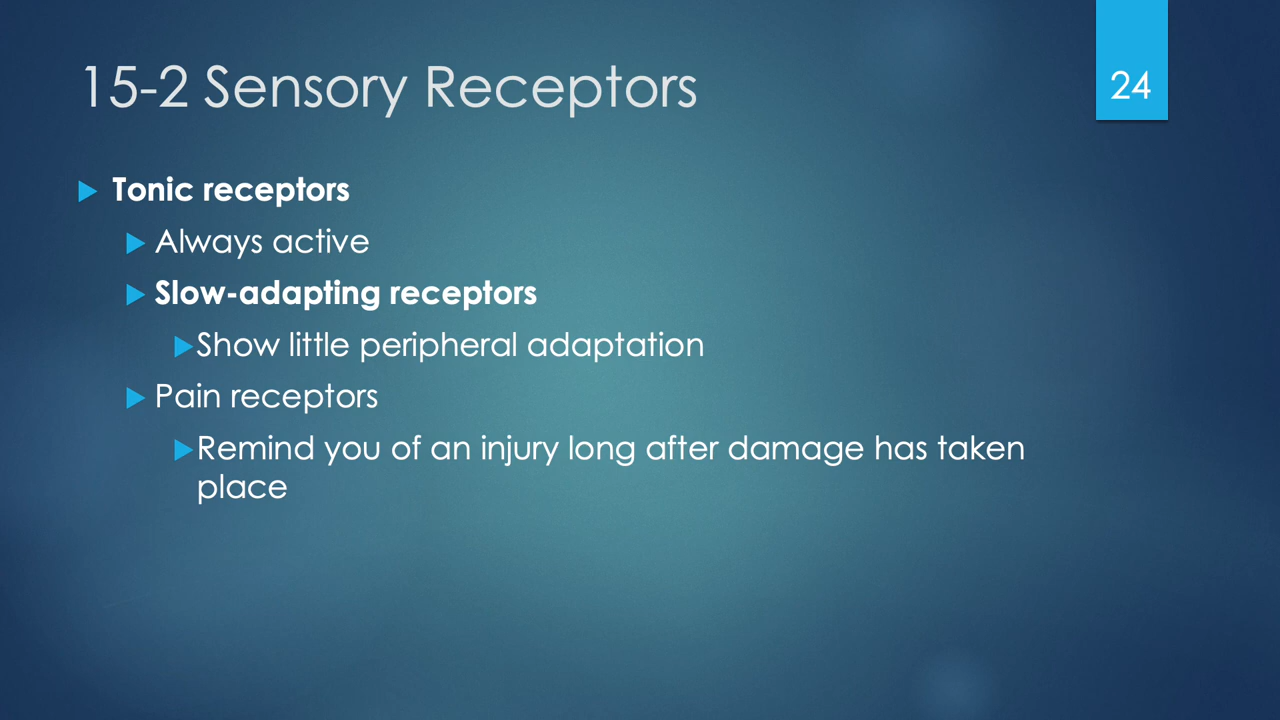 15-2 Sensory Receptors
24
Tonic receptors
Always active
Slow-adapting receptors
Show little peripheral adaptation
Pain receptors
Remind you of an injury long after damage has taken
place